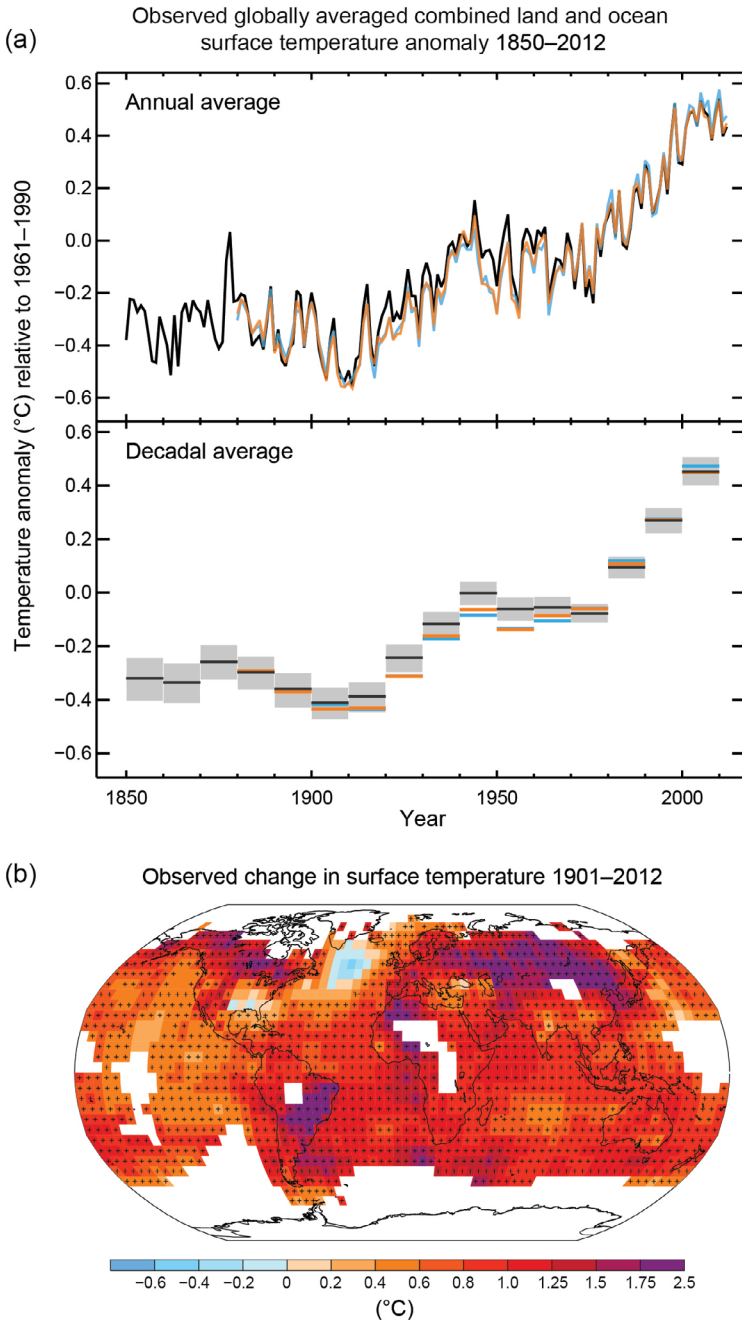 Observed globally averaged combined land and ocean
(a) surface temperature anomaly 1850–2012
Temperature anomaly (°C) relative to 1961–1990
Annual average
0.6
0.4
0.2
0.0
−0.2
−0.4
−0.6
Decadal average
0.4
0.2
0.0
−0.2
−0.4
−0.6
1850 1900 1950 2000
Year
(b) Observed change in surface temperature 1901–2012
−0.6 −0.4 −0.2 0 0.2 0.4 0.6 0.8 1.0 1.25 1.5 1.75 2.5
(°C)